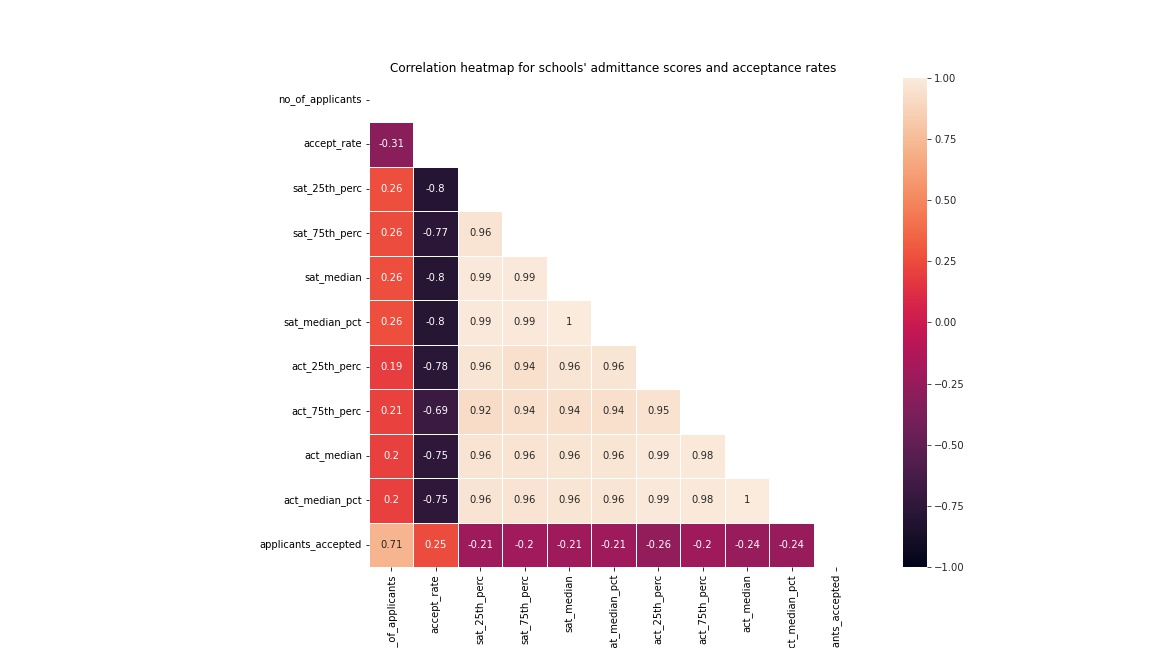 Correlation heatmap for schools' admittance scores and acceptance rates
no_of_applicants
accept_rate -0.31
sat_25th_perc 0.26 -0.8
sat_75th_perc 0.26 -0.77 0.96
sat_median 0.26 -0.8 0.99 0.99
sat_median_pct 0.26 -0.8 0.99 0.99 1
act_25th_perc 0.19 -0.78 0.96 0.94 0.96 0.96
act_75th_perc 0.21 -0.69 0.92 0.94 0.94 0.94 0.95
act_median 0.2 -0.75 0.96 0.96 0.96 0.96 0.99 0.98
act_median_pct 0.2 -0.75 0.96 0.96 0.96 0.96 0.99 0.98 1
applicants_accepted 0.71 0.25 -0.21 -0.2 -0.21 -0.21 -0.26 -0.2 -0.24 -0.24
_of_applicants
accept_rate
sat_25th_perc
sat_75th_perc
sat_median
at_median_pct
act_25th_perc
act_75th_perc
act_median
ct_median_pct
ants_accepted
1.00
0.75
0.50
0.25
0.00
−0.25
−0.50
−0.75
−1.00